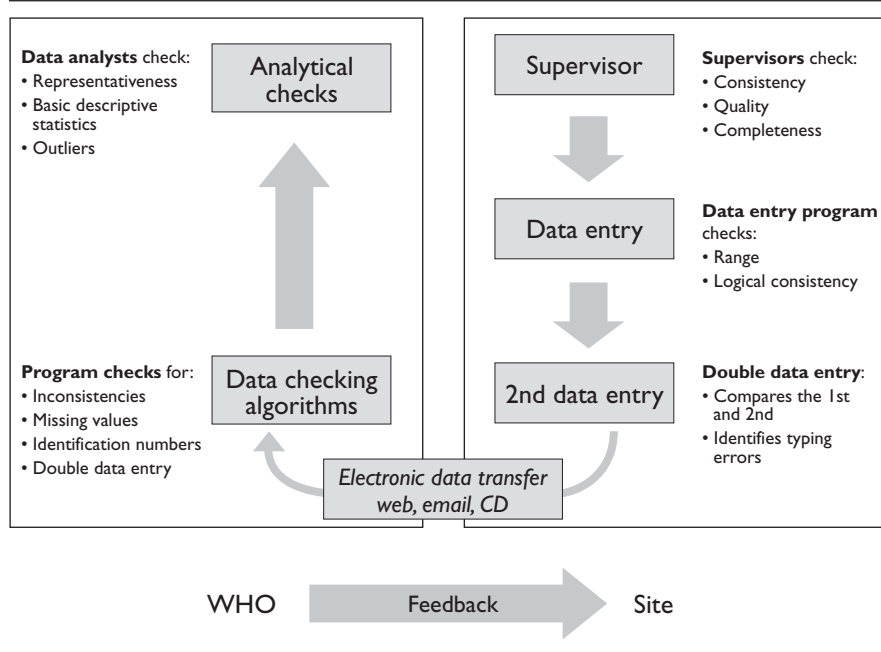 Data analysts check:
• Representativeness
• Basic descriptive
statistics
• Outliers
Analytical
checks
Program checks for:
• Inconsistencies
• Missing values
• Identification numbers
• Double data entry
Data checking
algorithms
Supervisor
Supervisors check:
• Consistency
• Quality
• Completeness
Data entry
Data entry program
checks:
• Range
• Logical consistency
2nd data entry
Double data entry:
• Compares the 1st
and 2nd
• Identifies typing
errors
Electronic data transfer
web, email, CD
WHO
Feedback
Site